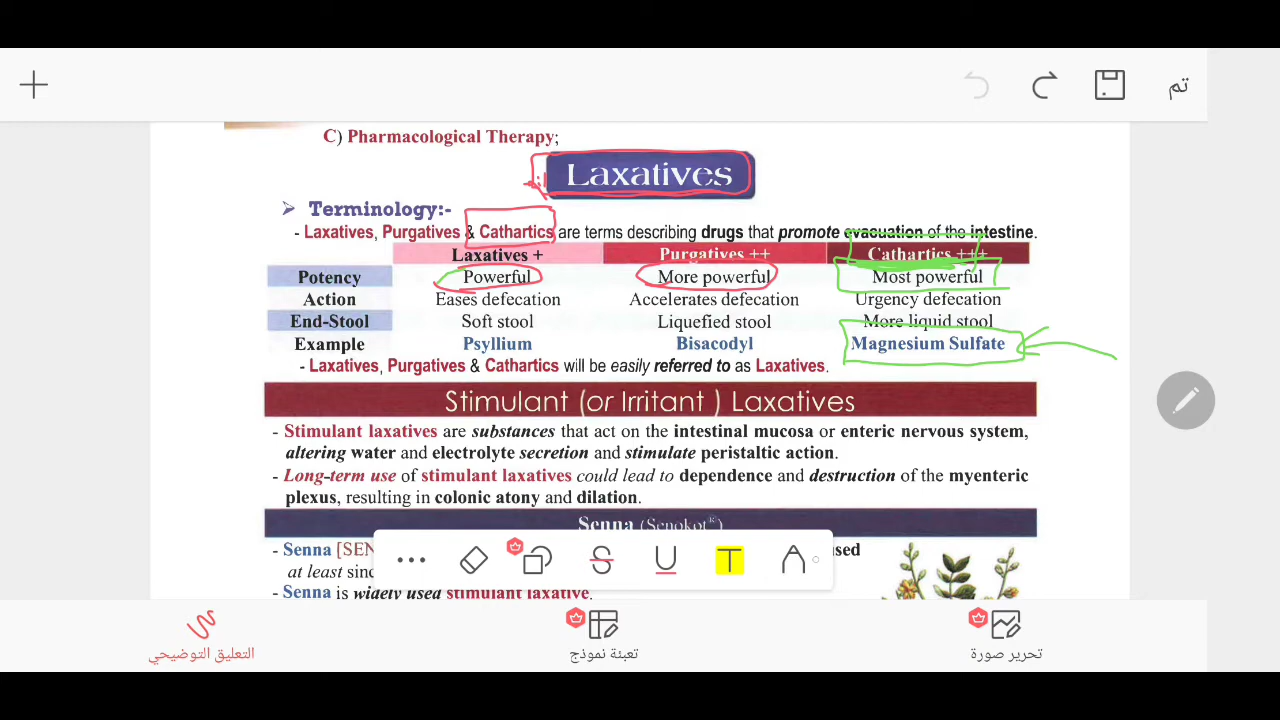 تم
C) Pharmacological Therapy;
Laxatives
Terminology:-
- Laxatives, Purgatives & Cathartics are terms describing drugs that promote evacuation of the intestine.
Laxatives + Purgatives ++ Cathartics +++
Potency Powerful More powerful Most powerful
Action Eases defecation Accelerates defecation Urgency defecation
End-Stool Soft stool Liquefied stool More liquid stool
Example Psyllium Bisacodyl Magnesium Sulfate
- Laxatives, Purgatives & Cathartics will be easily referred to as Laxatives.
Stimulant (or Irritant ) Laxatives
- Stimulant laxatives are substances that act on the intestinal mucosa or enteric nervous system,
altering water and electrolyte secretion and stimulate peristaltic action.
- Long-term use of stimulant laxatives could lead to dependence and destruction of the myenteric
plexus, resulting in colonic atony and dilation.
Senna (Senokot®)
- Senna [SEN
at least
- Senna is widely used stimulant laxative.
T
التعليق التوضيحي
تعبئة نموذج
تحرير صورة